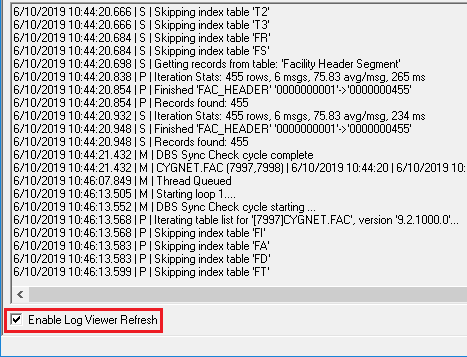 6/10/2019 10:44:20.666 | S | Skipping index table 'T2'
6/10/2019 10:44:20.666 | S | Skipping index table 'T3'
6/10/2019 10:44:20.684 | S | Skipping index table 'FR'
6/10/2019 10:44:20.684 | S | Skipping index table 'FS'
6/10/2019 10:44:20.698 | S | Getting records from table: 'Facility Header Segment'
6/10/2019 10:44:20.838 | P | Iteration Stats: 455 rows, 6 msgs, 75.83 avg/msg, 265 ms
6/10/2019 10:44:20.854 | P | Finished 'FAC_HEADER' '0000000001'->'0000000455'
6/10/2019 10:44:20.854 | P | Records found: 455
6/10/2019 10:44:20.932 | S | Iteration Stats: 455 rows, 6 msgs, 75.83 avg/msg, 234 ms
6/10/2019 10:44:20.948 | S | Finished 'FAC_HEADER' '0000000001'->'0000000455'
6/10/2019 10:44:20.948 | S | Records found: 455
6/10/2019 10:44:21.432 | M | DBS Sync Check cycle complete
6/10/2019 10:44:21.432 | M | CYGNET.FAC (7997,7998) | 6/10/2019 10:44:20 | 6/10/2019 10:44
6/10/2019 10:46:07.849 | M | Thread Queued
6/10/2019 10:46:13.505 | M | Starting loop 1....
6/10/2019 10:46:13.552 | M | DBS Sync Check cycle starting ...
6/10/2019 10:46:13.568 | P | Iterating table list for '[7997]CYGNET.FAC', version '9.2.1000.0'...
6/10/2019 10:46:13.568 | P | Skipping index table 'FI'
6/10/2019 10:46:13.583 | P | Skipping index table 'FA'
6/10/2019 10:46:13.583 | P | Skipping index table 'FD'
6/10/2019 10:46:13.599 | P | Skipping index table 'FT'
Enable Log Viewer Refresh